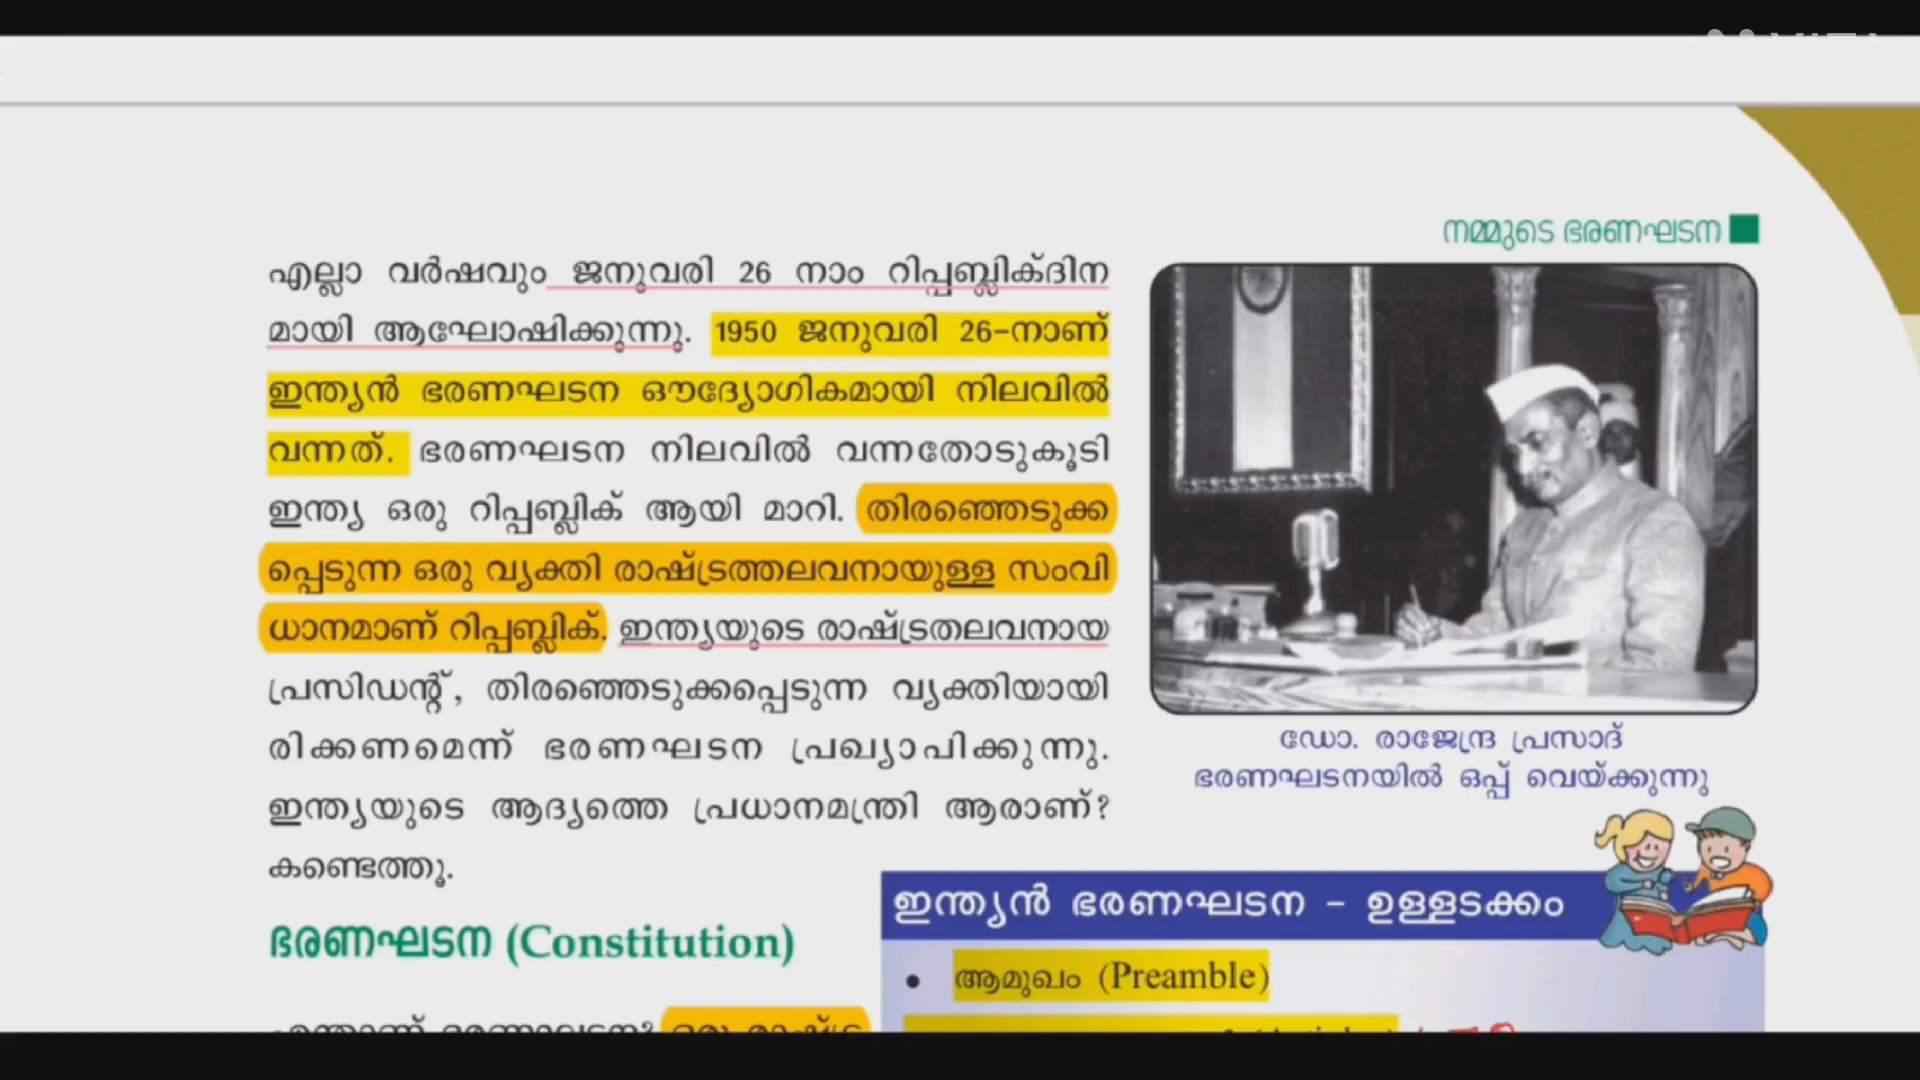 നമ്മുടെ ഭരണഘടന
എല്ലാ വർഷവും ജനുവരി 26 നാം റിപ്പബ്ലിക്ദിന
മായി ആഘോഷിക്കുന്നു. 1950 ജനുവരി 26-നാണ്
ഇന്ത്യൻ ഭരണഘടന ഔദ്യോഗികമായി നിലവിൽ
വന്നത്. ഭരണഘടന നിലവിൽ വന്നതോടുകൂടി
ഇന്ത്യ ഒരു റിപ്പബ്ലിക് ആയി മാറി. തിരഞ്ഞെടുക്ക
പ്പെടുന്ന ഒരു വ്യക്തി രാഷ്ട്രത്തലവനായുള്ള സംവി
ധാനമാണ് റിപ്പബ്ലിക്. ഇന്ത്യയുടെ രാഷ്ട്രതലവനായ
പ്രസിഡന്റ്, തിരഞ്ഞെടുക്കപ്പെടുന്ന വ്യക്തിയായി
രിക്കണമെന്ന് ഭരണഘടന പ്രഖ്യാപിക്കുന്നു.
ഇന്ത്യയുടെ ആദ്യത്തെ പ്രധാനമന്ത്രി ആരാണ്?
കണ്ടെത്തൂ.
ഡോ. രാജേന്ദ്ര പ്രസാദ്
ഭരണഘടനയിൽ ഒപ്പ് വെയ്ക്കുന്നു
ഭരണഘടന (Constitution)
ഇന്ത്യൻ ഭരണഘടന - ഉള്ളടക്കം
• ആമുഖം (Preamble)